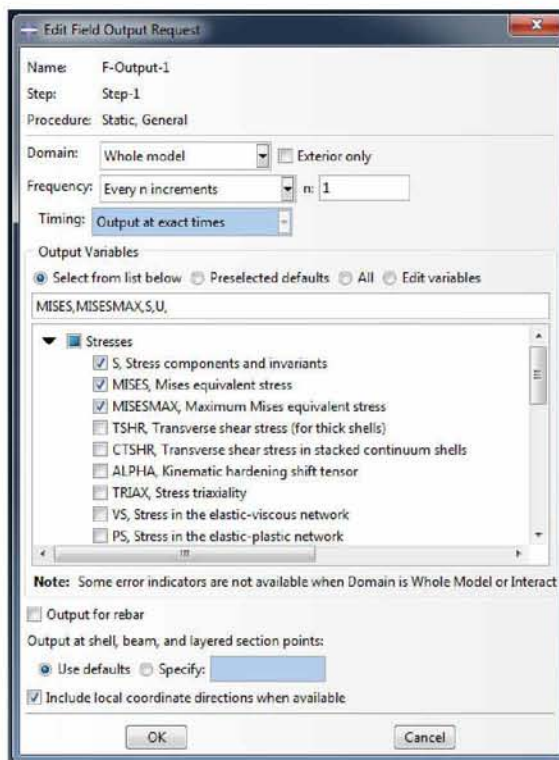 Edit Field Output Request
Name: F-Output-1
Step: Step-1
Procedure: Static, General
Domain: Whole model Exterior only
Frequency: Every n increments n: 1
Timing: Output at exact times
Output Variables
Select from list below Preselected defaults All Edit variables
MISES,MISESMAX,S,U,
Stresses
S, Stress components and invariants
MISES, Mises equivalent stress
MISESMAX, Maximum Mises equivalent stress
TSHR, Transverse shear stress (for thick shells)
CTSHR, Transverse shear stress in stacked continuum shells
ALPHA, Kinematic hardening shift tensor
TRIAX, Stress triaxiality
VS, Stress in the elastic-viscous network
PS, Stress in the elastic-plastic network
Note: Some error indicators are not available when Domain is Whole Model or Interact
Output for rebar
Output at shell, beam, and layered section points:
Use defaults Specify:
Include local coordinate directions when available
OK Cancel